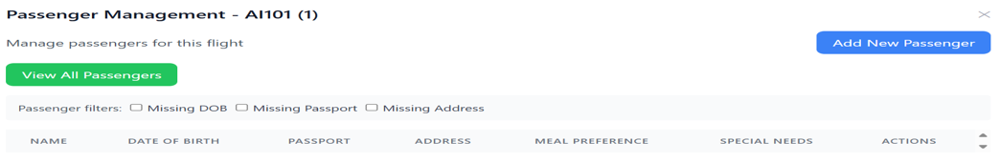 Passenger Management - AI101 (1)
Manage passengers for this flight
Add New Passenger
View All Passengers
Passenger filters: Missing DOB Missing Passport Missing Address
NAME DATE OF BIRTH PASSPORT ADDRESS MEAL PREFERENCE SPECIAL NEEDS ACTIONS